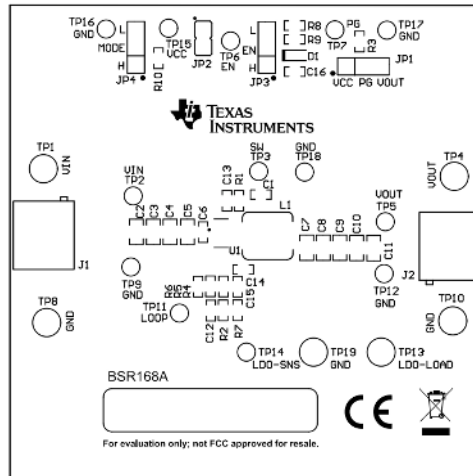 TP16
GND
L
MODE
H
JP4
R10
TP15
VCC
JP2
TP6
EN
L
EN
H
JP3
R8
R9
D1
C16
PG
TP7
R3
TP17
GND
JP1
VCC PG VOUT
TEXAS
INSTRUMENTS
TP1
VIN
VIN
TP2
C13
R1
SW
TP3
C1
GND
TP18
TP4
VOUT
VOUT
TP5
C2
C3
C4
C5
C6
L1
U1
C7
C8
C9
C10
C11
J1
J2
TP9
GND
TP12
GND
R6
R5
R4
C14
C15
TP8
GND
TP11
LOOP
C12
R2
R7
TP10
GND
TP14
LDO-SNS
TP19
GND
TP13
LDO-LOAD
BSR168A
CE
For evaluation only; not FCC approved for resale.